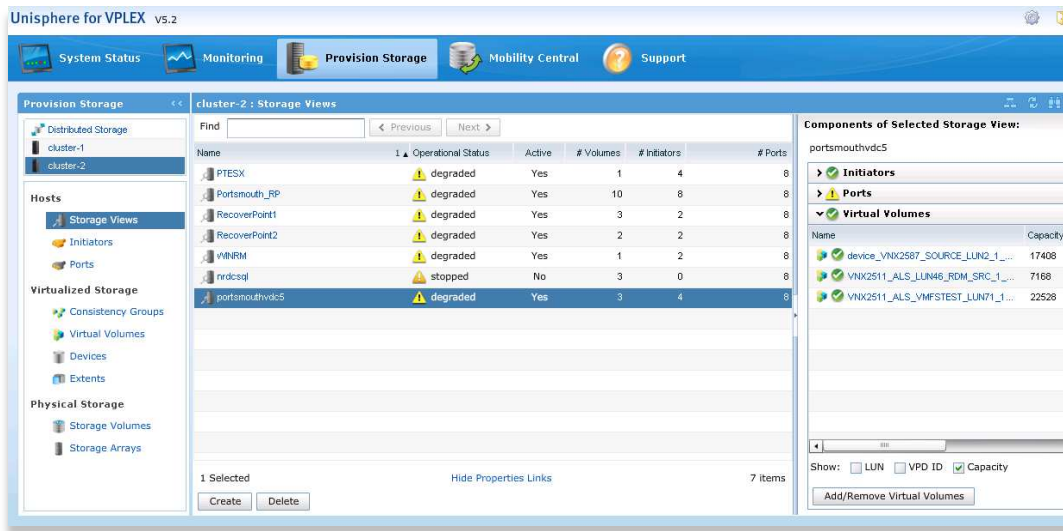 Unisphere for VPLEX v5.2
System Status Monitoring Provision Storage Mobility Central Support
Provision Storage <<
Distributed Storage
cluster-1
cluster-2
Hosts
Storage Views
Initiators
Ports
Virtualized Storage
Consistency Groups
Virtual Volumes
Devices
Extents
Physical Storage
Storage Volumes
Storage Arrays
cluster-2 : Storage Views
Find Previous Next
Name 1 Operational Status Active # Volumes # Initiators # Ports
PTESX degraded Yes 1 4 8
Portsmouth_RP degraded Yes 10 8 8
RecoverPoint1 degraded Yes 3 2 8
RecoverPoint2 degraded Yes 2 2 8
WINRM degraded Yes 1 2 8
nrdcsql stopped No 3 0 8
portsmouthvdc5 degraded Yes 3 4 8
1 Selected Hide Properties Links 7 items
Create Delete
Components of Selected Storage View:
portsmouthvdc5
Initiators
Ports
Virtual Volumes
Name Capacity
device_VNX2587_SOURCE_LUN2_1_... 17408
VNX2511_ALS_LUN46_RDM_SRC_1_... 7168
VNX2511_ALS_VMFSTEST_LUN71_1... 22528
Show: LUN VPD ID Capacity
Add/Remove Virtual Volumes